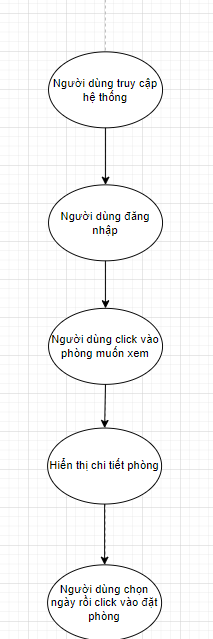 Người dùng truy cập
hệ thống
Người dùng đăng
nhập
Người dùng click vào
phòng muốn xem
Hiển thị chi tiết phòng
Người dùng chọn
ngày rồi click vào đặt
phòng